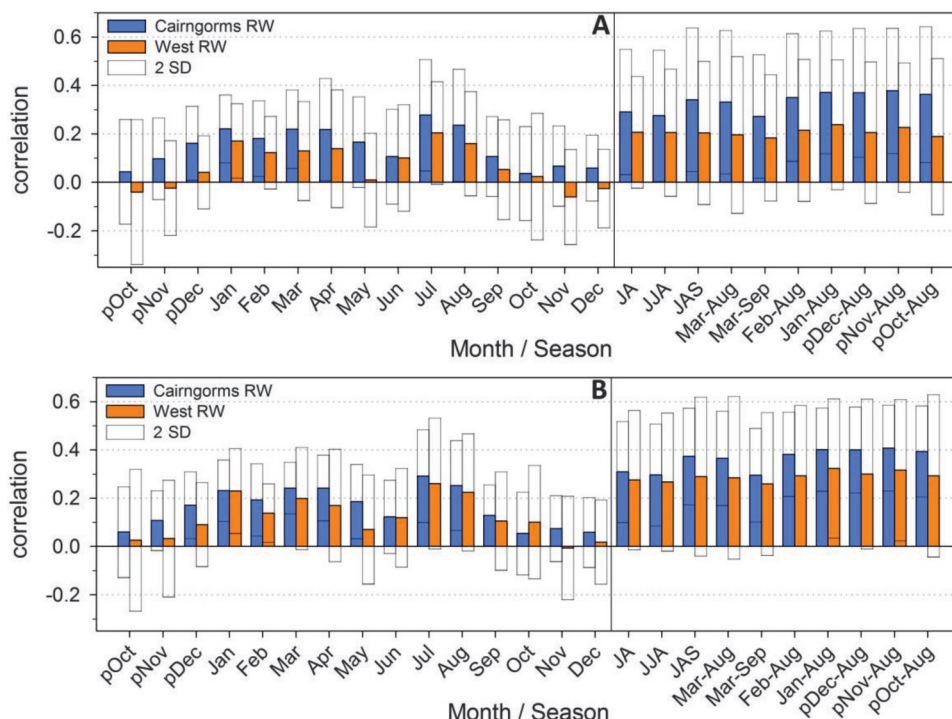 A
Cairngorms RW
West RW
2 SD
0.6
0.4
0.2
0.0
-0.2
correlation
pOct
pNov
pDec
Jan
Feb
Mar
Apr
May
Jun
Jul
Aug
Sep
Oct
Nov
Dec
JA
JJA
JAS
Mar-Aug
Mar-Sep
Feb-Aug
Jan-Aug
pDec-Aug
pNov-Aug
pOct-Aug
Month / Season
B
Cairngorms RW
West RW
2 SD
0.6
0.4
0.2
0.0
-0.2
correlation
pOct
pNov
pDec
Jan
Feb
Mar
Apr
May
Jun
Jul
Aug
Sep
Oct
Nov
Dec
JA
JJA
JAS
Mar-Aug
Mar-Sep
Feb-Aug
Jan-Aug
pDec-Aug
pNov-Aug
pOct-Aug
Month / Season